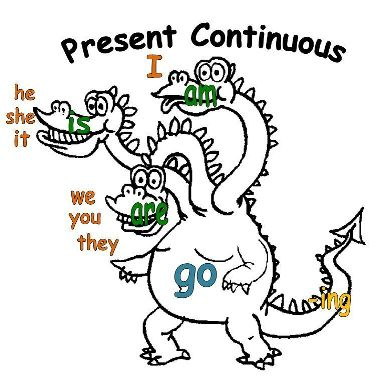 Present Continuous
I
am
he
she
it
is
we
you
they
are
go
-ing